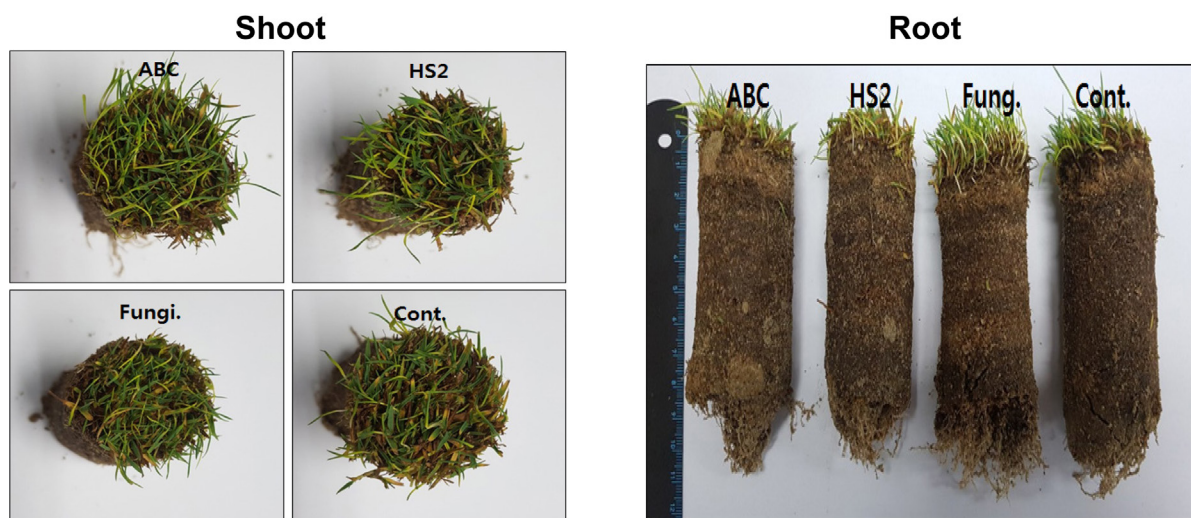 Shoot
ABC
HS2
Fungi.
Cont.
Root
ABC
HS2
Fung.
Cont.